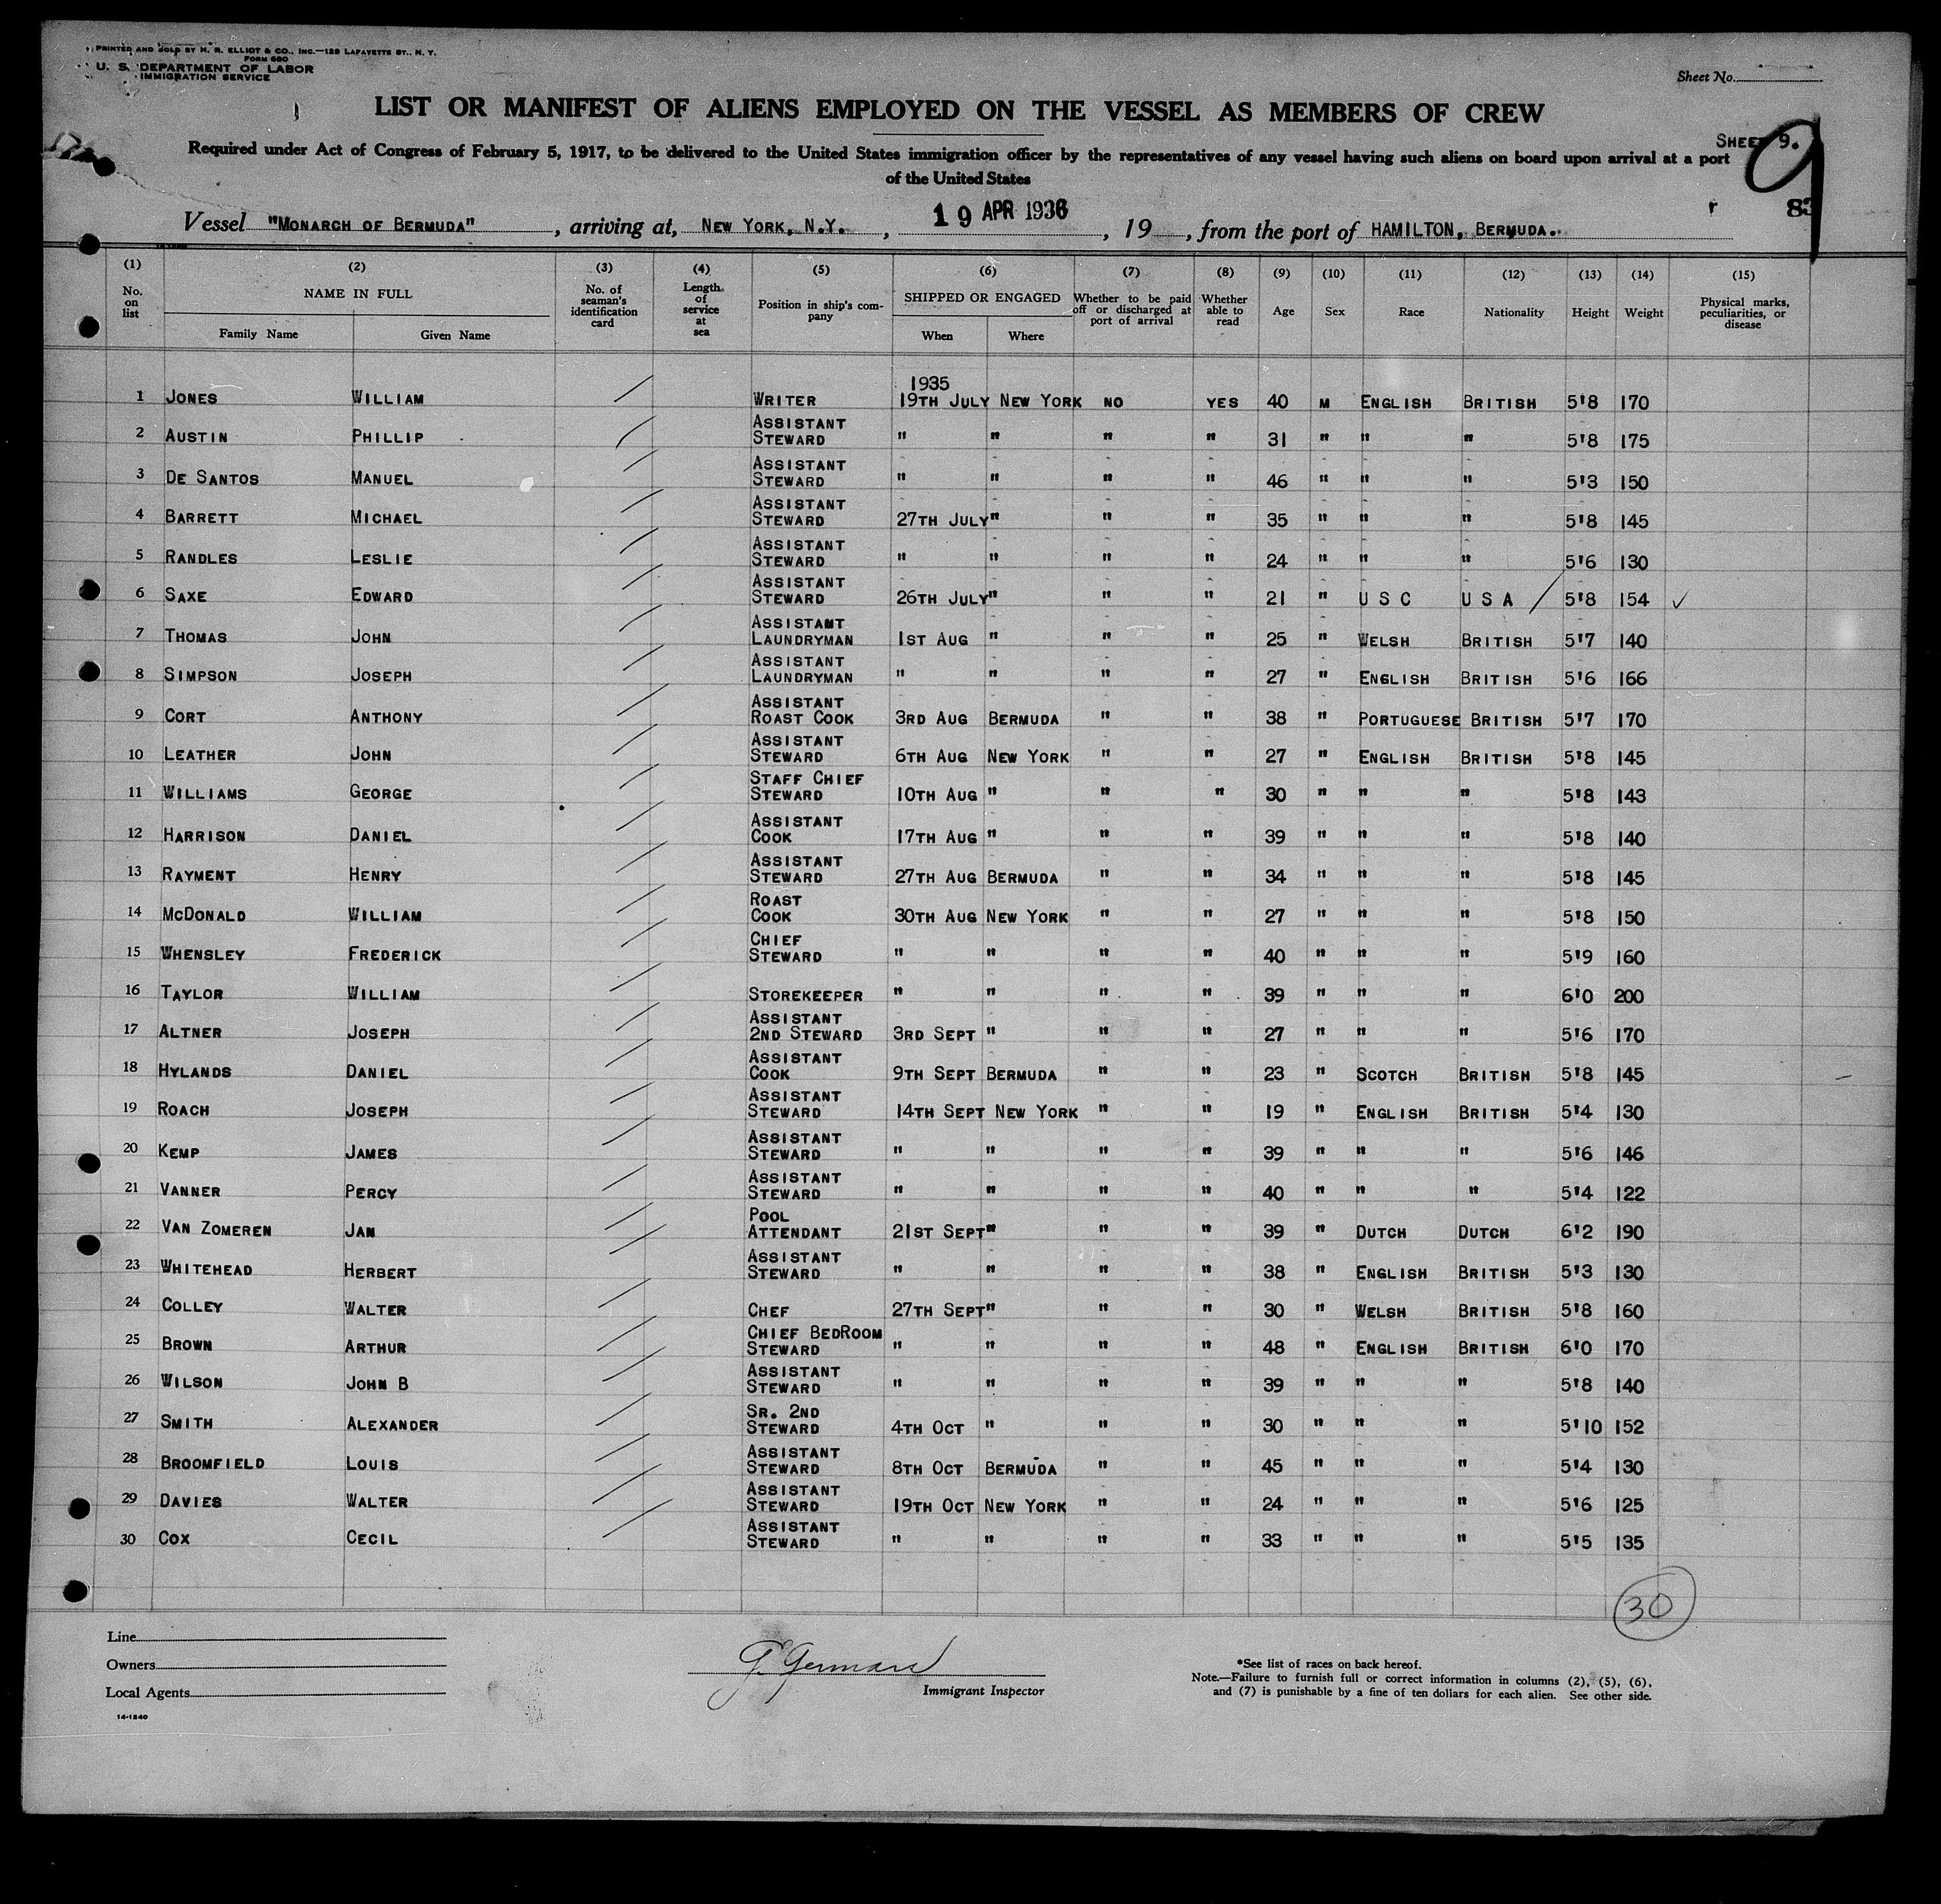 PRINTED AND SOLD BY H. R. ELLIOT & CO., INC.—128 LAFAYETTE ST., N. Y.
FORM 680
U. S. DEPARTMENT OF LABOR
IMMIGRATION SERVICE
Sheet No.
LIST OR MANIFEST OF ALIENS EMPLOYED ON THE VESSEL AS MEMBERS OF CREW
SHEET 9.
9
Required under Act of Congress of February 5, 1917, to be delivered to the United States immigration officer by the representatives of any vessel having such aliens on board upon arrival at a port
of the United States
83
Vessel "MONARCH OF BERMUDA", arriving at, NEW YORK, N.Y., 19 APR 1936, 19, from the port of HAMILTON, BERMUDA.
(1) (2) (3) (4) (5) (6) (7) (8) (9) (10) (11) (12) (13) (14) (15)
No. on list NAME IN FULL Family Name Given Name No. of seaman's identification card Length of service at sea Position in ship's company SHIPPED OR ENGAGED When Where Whether to be paid off or discharged at port of arrival Whether able to read Age Sex Race Nationality Height Weight Physical marks, peculiarities, or disease
1935
1 JONES WILLIAM WRITER 19TH JULY NEW YORK NO YES 40 M ENGLISH BRITISH 5'8 170
2 AUSTIN PHILLIP ASSISTANT STEWARD " " " " 31 " " " 5'8 175
3 DE SANTOS MANUEL ASSISTANT STEWARD " " " " 46 " " " 5'3 150
4 BARRETT MICHAEL ASSISTANT STEWARD 27TH JULY " " " 35 " " " 5'8 145
5 RANDLES LESLIE ASSISTANT STEWARD " " " " 24 " " " 5'6 130
6 SAXE EDWARD ASSISTANT STEWARD 26TH JULY " " " 21 " U S C U S A 5'8 154 ✓
7 THOMAS JOHN ASSISTANT LAUNDRYMAN 1ST AUG " " " 25 " WELSH BRITISH 5'7 140
8 SIMPSON JOSEPH ASSISTANT LAUNDRYMAN " " " " 27 " ENGLISH BRITISH 5'6 166
9 CORT ANTHONY ASSISTANT ROAST COOK 3RD AUG BERMUDA " " 38 " PORTUGUESE BRITISH 5'7 170
10 LEATHER JOHN ASSISTANT STEWARD 6TH AUG NEW YORK " " 27 " ENGLISH BRITISH 5'8 145
11 WILLIAMS GEORGE STAFF CHIEF STEWARD 10TH AUG " " " 30 " " " 5'8 143
12 HARRISON DANIEL ASSISTANT COOK 17TH AUG " " " 39 " " " 5'8 140
13 RAYMENT HENRY ASSISTANT STEWARD 27TH AUG BERMUDA " " 34 " " " 5'8 145
14 MCDONALD WILLIAM ROAST COOK 30TH AUG NEW YORK " " 27 " " " 5'8 150
15 WHENSLEY FREDERICK CHIEF STEWARD " " " " 40 " " " 5'9 160
16 TAYLOR WILLIAM STOREKEEPER " " " " 39 " " " 6'0 200
17 ALTNER JOSEPH ASSISTANT 2ND STEWARD 3RD SEPT " " " 27 " " " 5'6 170
18 HYLANDS DANIEL ASSISTANT COOK 9TH SEPT BERMUDA " " 23 " SCOTCH BRITISH 5'8 145
19 ROACH JOSEPH ASSISTANT STEWARD 14TH SEPT NEW YORK " " 19 " ENGLISH BRITISH 5'4 130
20 KEMP JAMES ASSISTANT STEWARD " " " " 39 " " " 5'6 146
21 VANNER PERCY ASSISTANT STEWARD " " " " 40 " " " 5'4 122
22 VAN ZOMEREN JAN POOL ATTENDANT 21ST SEPT " " " 39 " DUTCH DUTCH 6'2 190
23 WHITEHEAD HERBERT ASSISTANT STEWARD " " " " 38 " ENGLISH BRITISH 5'3 130
24 COLLEY WALTER CHEF 27TH SEPT " " " 30 " WELSH BRITISH 5'8 160
25 BROWN ARTHUR CHIEF BEDROOM STEWARD " " " " 48 " ENGLISH BRITISH 6'0 170
26 WILSON JOHN B ASSISTANT STEWARD " " " " 39 " " " 5'8 140
27 SMITH ALEXANDER SR. 2ND STEWARD 4TH OCT " " " 30 " " " 5'10 152
28 BROOMFIELD LOUIS ASSISTANT STEWARD 8TH OCT BERMUDA " " 45 " " " 5'4 130
29 DAVIES WALTER ASSISTANT STEWARD 19TH OCT NEW YORK " " 24 " " " 5'6 125
30 COX CECIL ASSISTANT STEWARD " " " " 33 " " " 5'5 135
30
Line
Owners
Local Agents
14-1240
Immigrant Inspector
*See list of races on back hereof.
Note.—Failure to furnish full or correct information in columns (2), (5), (6),
and (7) is punishable by a fine of ten dollars for each alien. See other side.